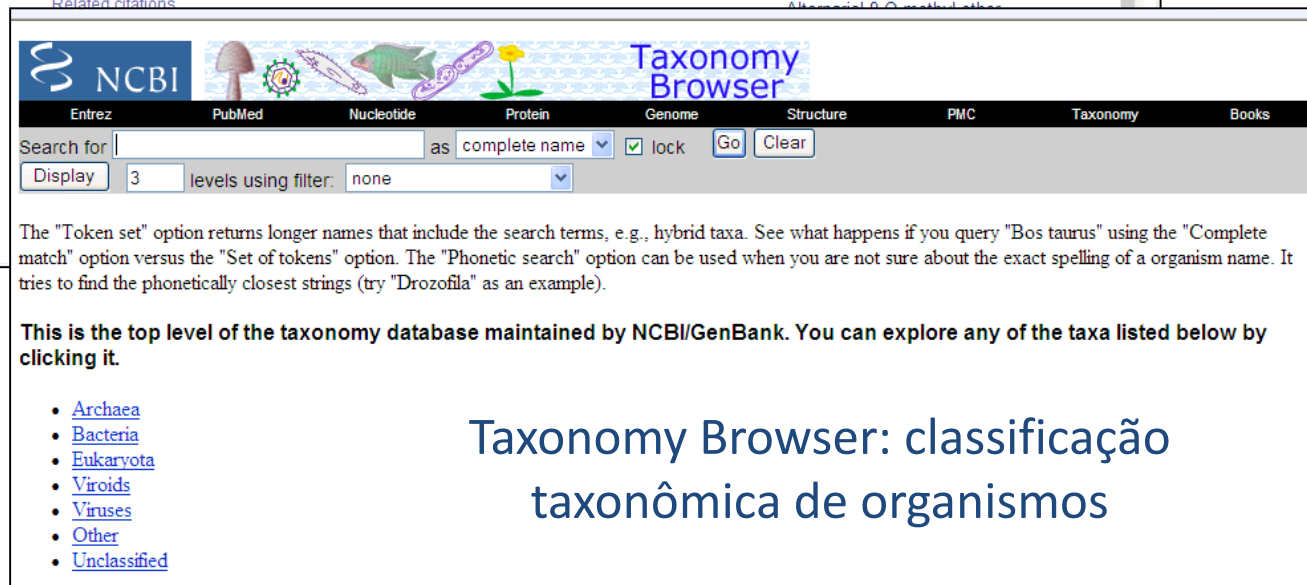 Related citations
NCBI
Taxonomy
Browser
Entrez PubMed Nucleotide Protein Genome Structure PMC Taxonomy Books
Search for as complete name lock Go Clear
Display 3 levels using filter: none
The "Token set" option returns longer names that include the search terms, e.g., hybrid taxa. See what happens if you query "Bos taurus" using the "Complete
match" option versus the "Set of tokens" option. The "Phonetic search" option can be used when you are not sure about the exact spelling of a organism name. It
tries to find the phonetically closest strings (try "Drozofila" as an example).
This is the top level of the taxonomy database maintained by NCBI/GenBank. You can explore any of the taxa listed below by
clicking it.
Archaea
Bacteria
Eukaryota
Viroids
Viruses
Other
Unclassified
Taxonomy Browser: classificação
taxonômica de organismos